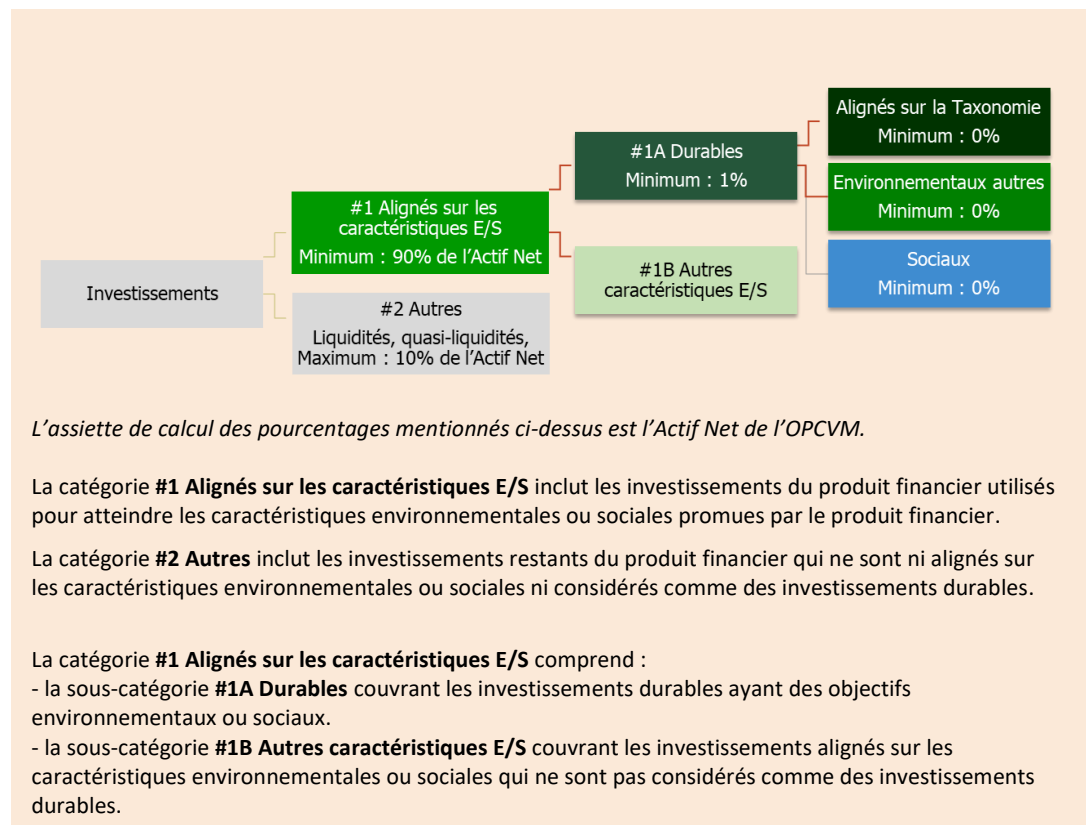 Investissements
#1 Alignés sur les
caractéristiques E/S
Minimum : 90% de l’Actif Net
#2 Autres
Liquidités, quasi-liquidités,
Maximum : 10% de l’Actif Net
#1A Durables
Minimum : 1%
#1B Autres
caractéristiques E/S
Alignés sur la Taxonomie
Minimum : 0%
Environnementaux autres
Minimum : 0%
Sociaux
Minimum : 0%
L’assiette de calcul des pourcentages mentionnés ci-dessus est l’Actif Net de l’OPCVM.
La catégorie #1 Alignés sur les caractéristiques E/S inclut les investissements du produit financier utilisés
pour atteindre les caractéristiques environnementales ou sociales promues par le produit financier.
La catégorie #2 Autres inclut les investissements restants du produit financier qui ne sont ni alignés sur
les caractéristiques environnementales ou sociales ni considérés comme des investissements durables.
La catégorie #1 Alignés sur les caractéristiques E/S comprend :
- la sous-catégorie #1A Durables couvrant les investissements durables ayant des objectifs
environnementaux ou sociaux.
- la sous-catégorie #1B Autres caractéristiques E/S couvrant les investissements alignés sur les
caractéristiques environnementales ou sociales qui ne sont pas considérés comme des investissements
durables.